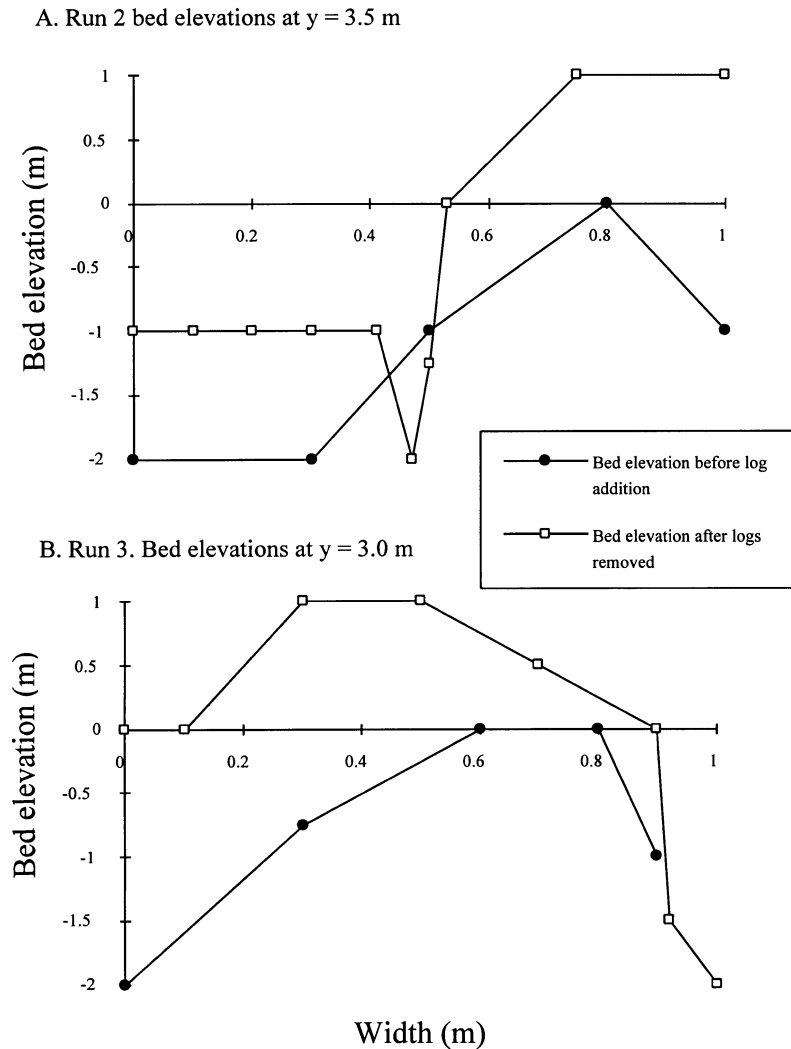 A. Run 2 bed elevations at y = 3.5 m
1
0.5
0
-0.5
-1
-1.5
-2
0 0.2 0.4 0.6 0.8 1
Bed elevation (m)
Bed elevation before log
addition
Bed elevation after logs
removed
B. Run 3. Bed elevations at y = 3.0 m
1
0.5
0
-0.5
-1
-1.5
-2
0 0.2 0.4 0.6 0.8 1
Bed elevation (m)
Width (m)